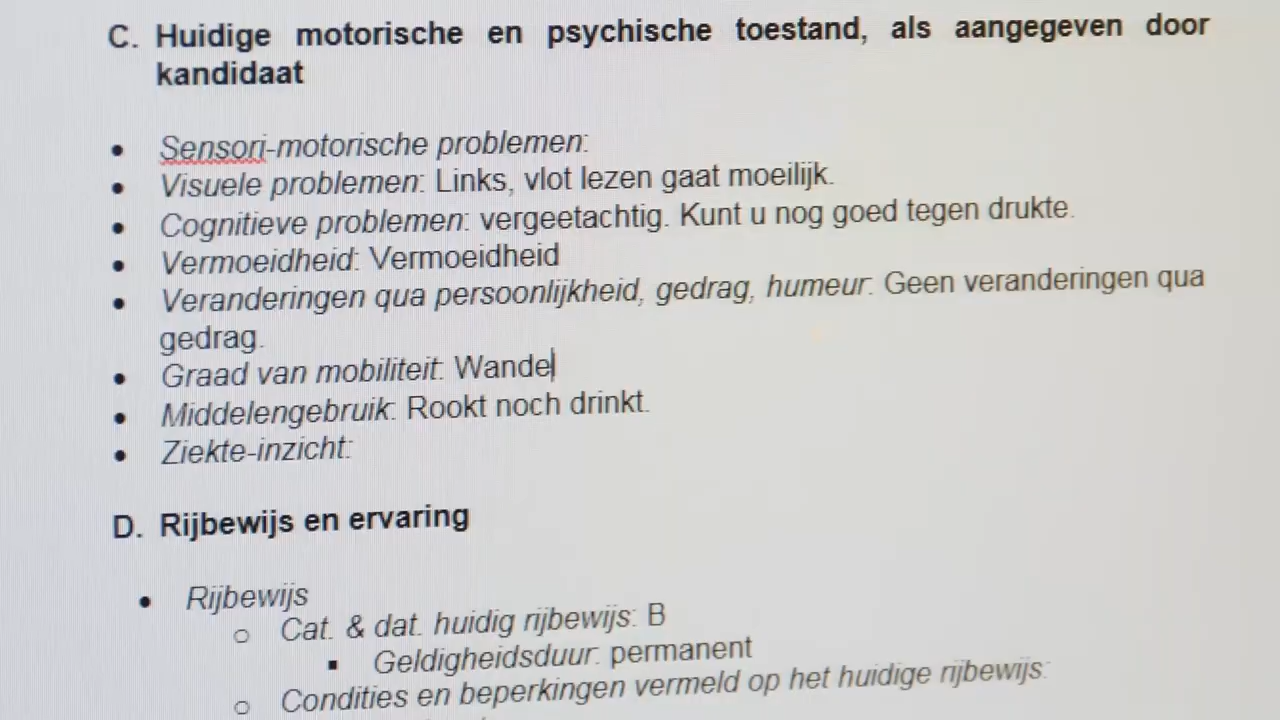 C. Huidige motorische en psychische toestand, als aangegeven door
kandidaat
• Sensori-motorische problemen:
• Visuele problemen: Links, vlot lezen gaat moeilijk.
• Cognitieve problemen: vergeetachtig. Kunt u nog goed tegen drukte.
• Vermoeidheid: Vermoeidheid
• Veranderingen qua persoonlijkheid, gedrag, humeur: Geen veranderingen qua
gedrag.
• Graad van mobiliteit: Wandel
• Middelengebruik: Rookt noch drinkt.
• Ziekte-inzicht:
D. Rijbewijs en ervaring
• Rijbewijs
o Cat. & dat. huidig rijbewijs: B
▪ Geldigheidsduur: permanent
o Condities en beperkingen vermeld op het huidige rijbewijs: